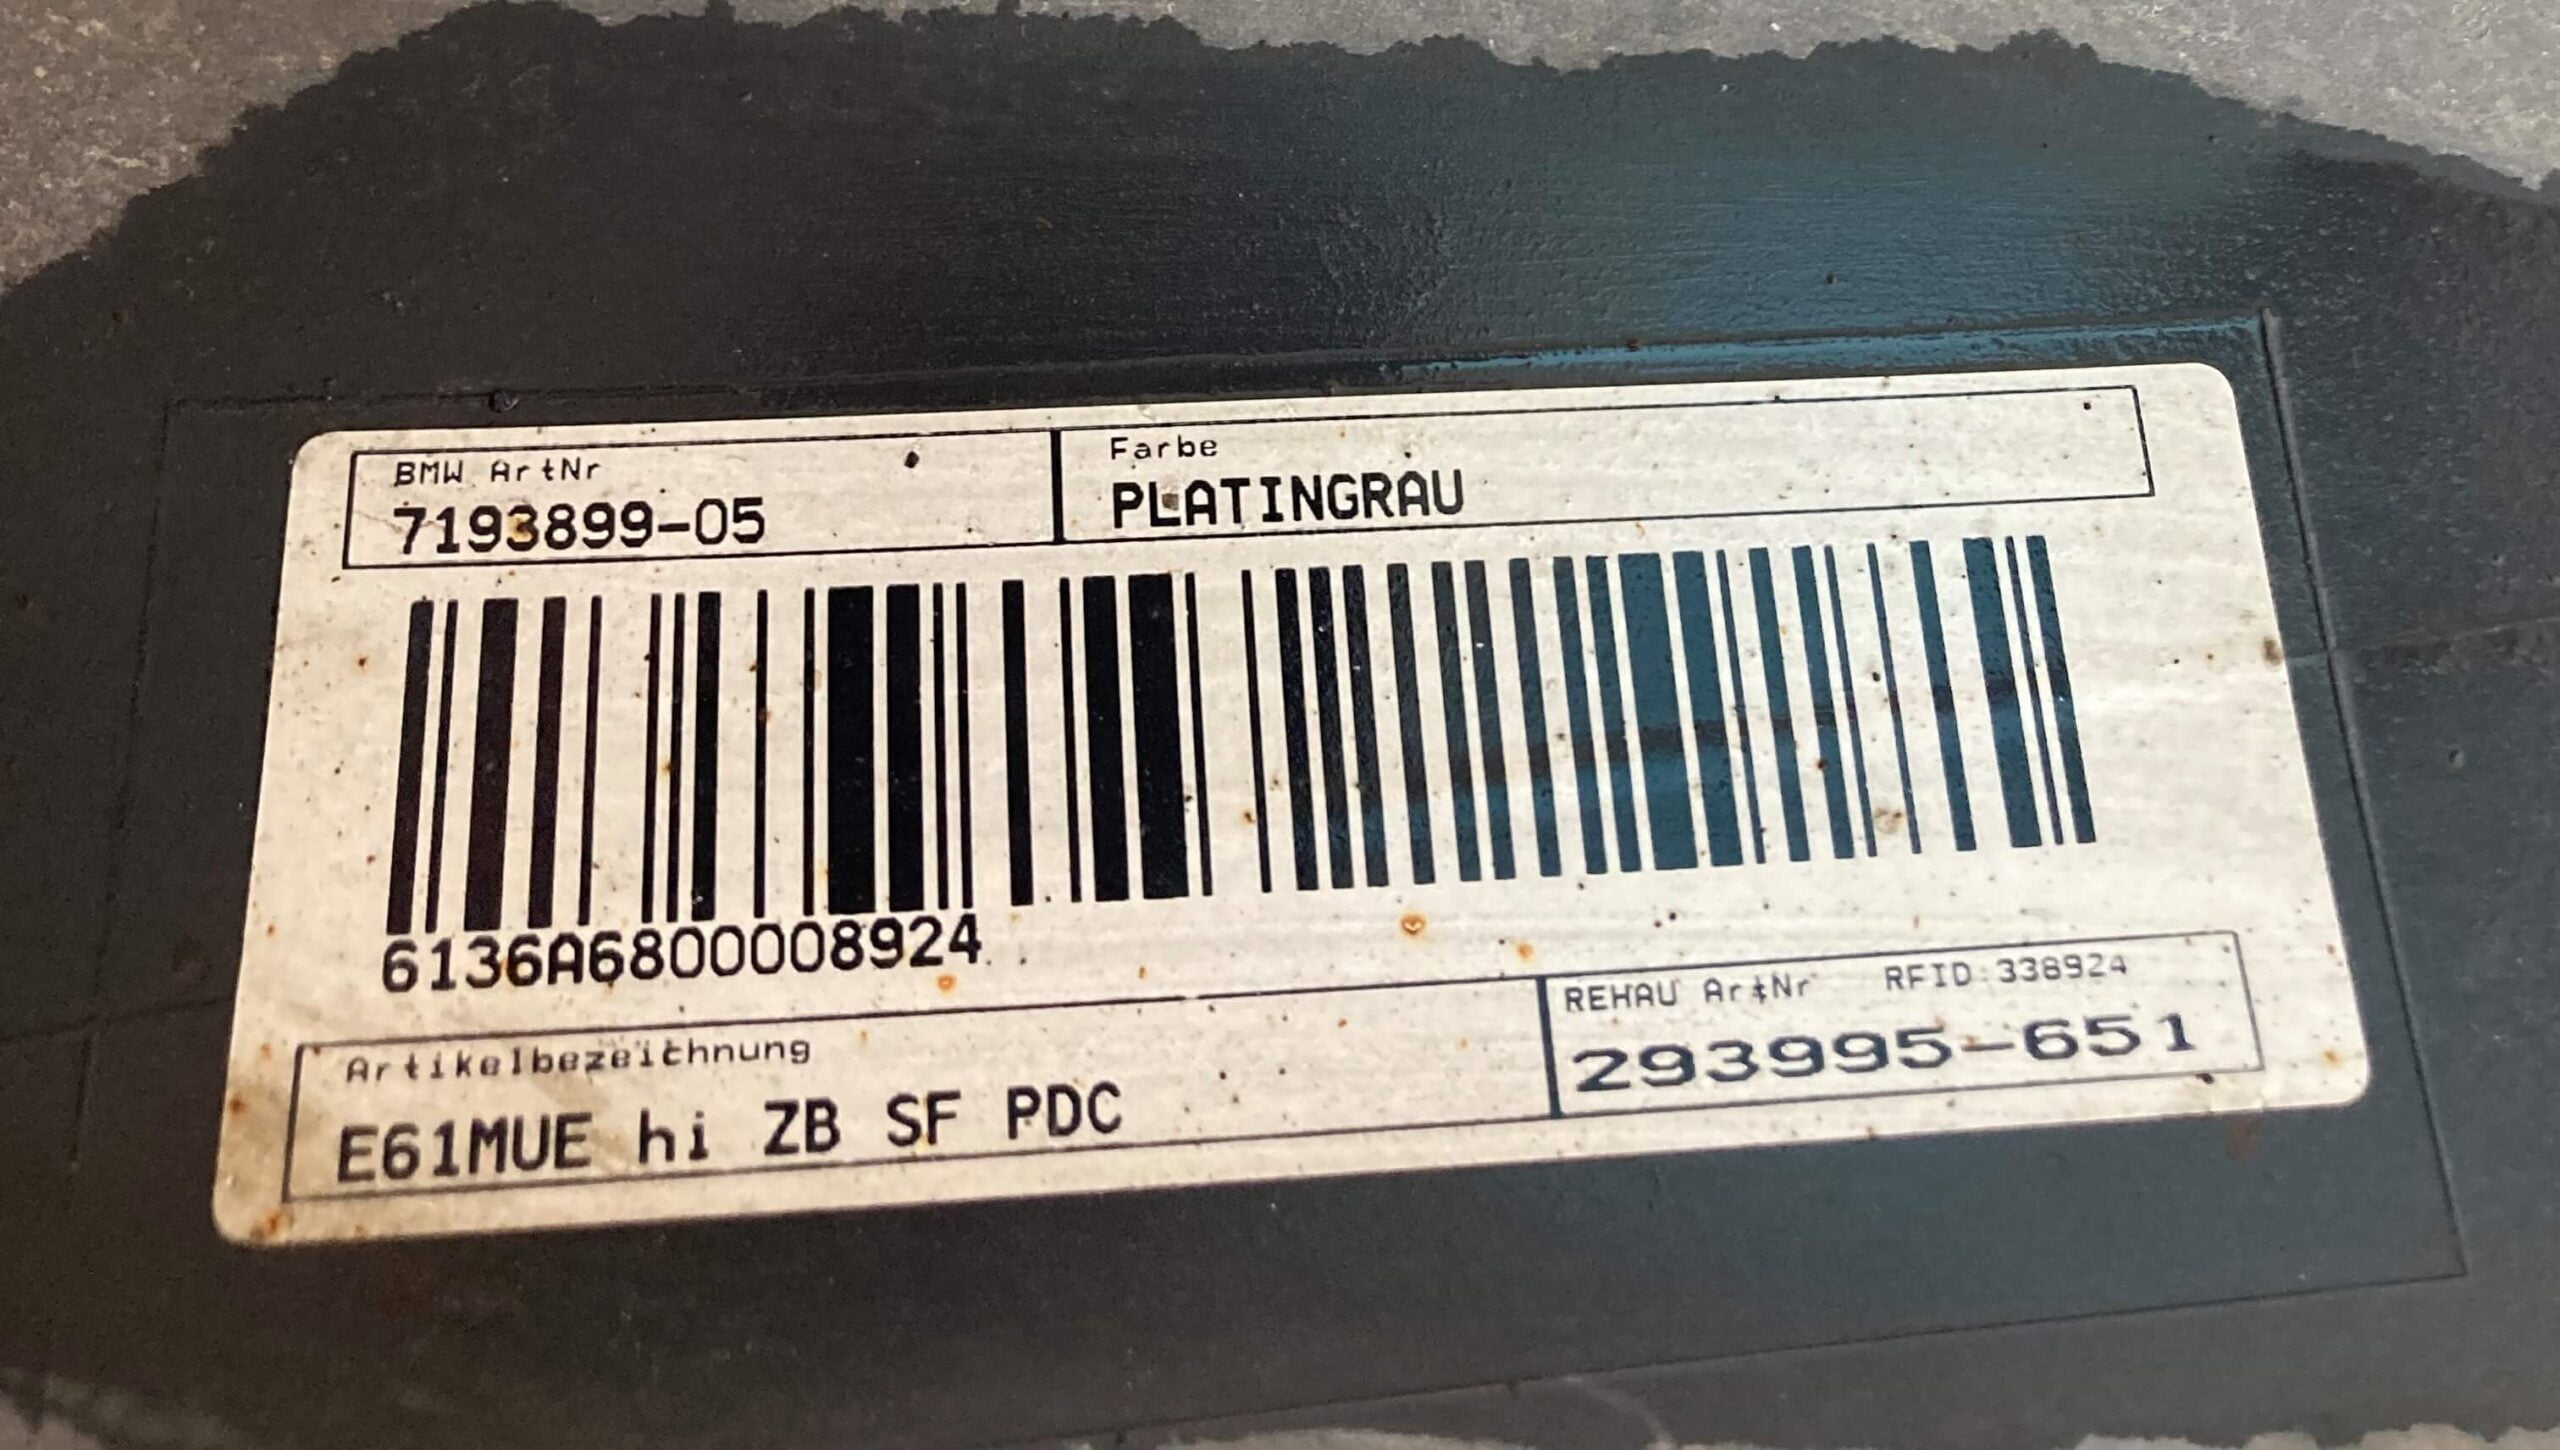 BMW ArtNr
7193899-05
Farbe
PLATINGRAU
6136A6800008924
Artikelbezeichnung
E61MUE hi ZB SF PDC
REHAU ArtNr RFID:338924
293995-651